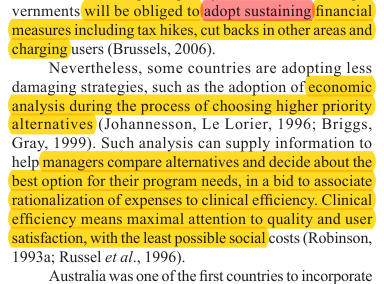 vernments will be obliged to adopt sustaining financial
measures including tax hikes, cut backs in other areas and
charging users (Brussels, 2006).
Nevertheless, some countries are adopting less
damaging strategies, such as the adoption of economic
analysis during the process of choosing higher priority
alternatives (Johannesson, Le Lorier, 1996; Briggs,
Gray, 1999). Such analysis can supply information to
help managers compare alternatives and decide about the
best option for their program needs, in a bid to associate
rationalization of expenses to clinical efficiency. Clinical
efficiency means maximal attention to quality and user
satisfaction, with the least possible social costs (Robinson,
1993a; Russel et al., 1996).
Australia was one of the first countries to incorporate